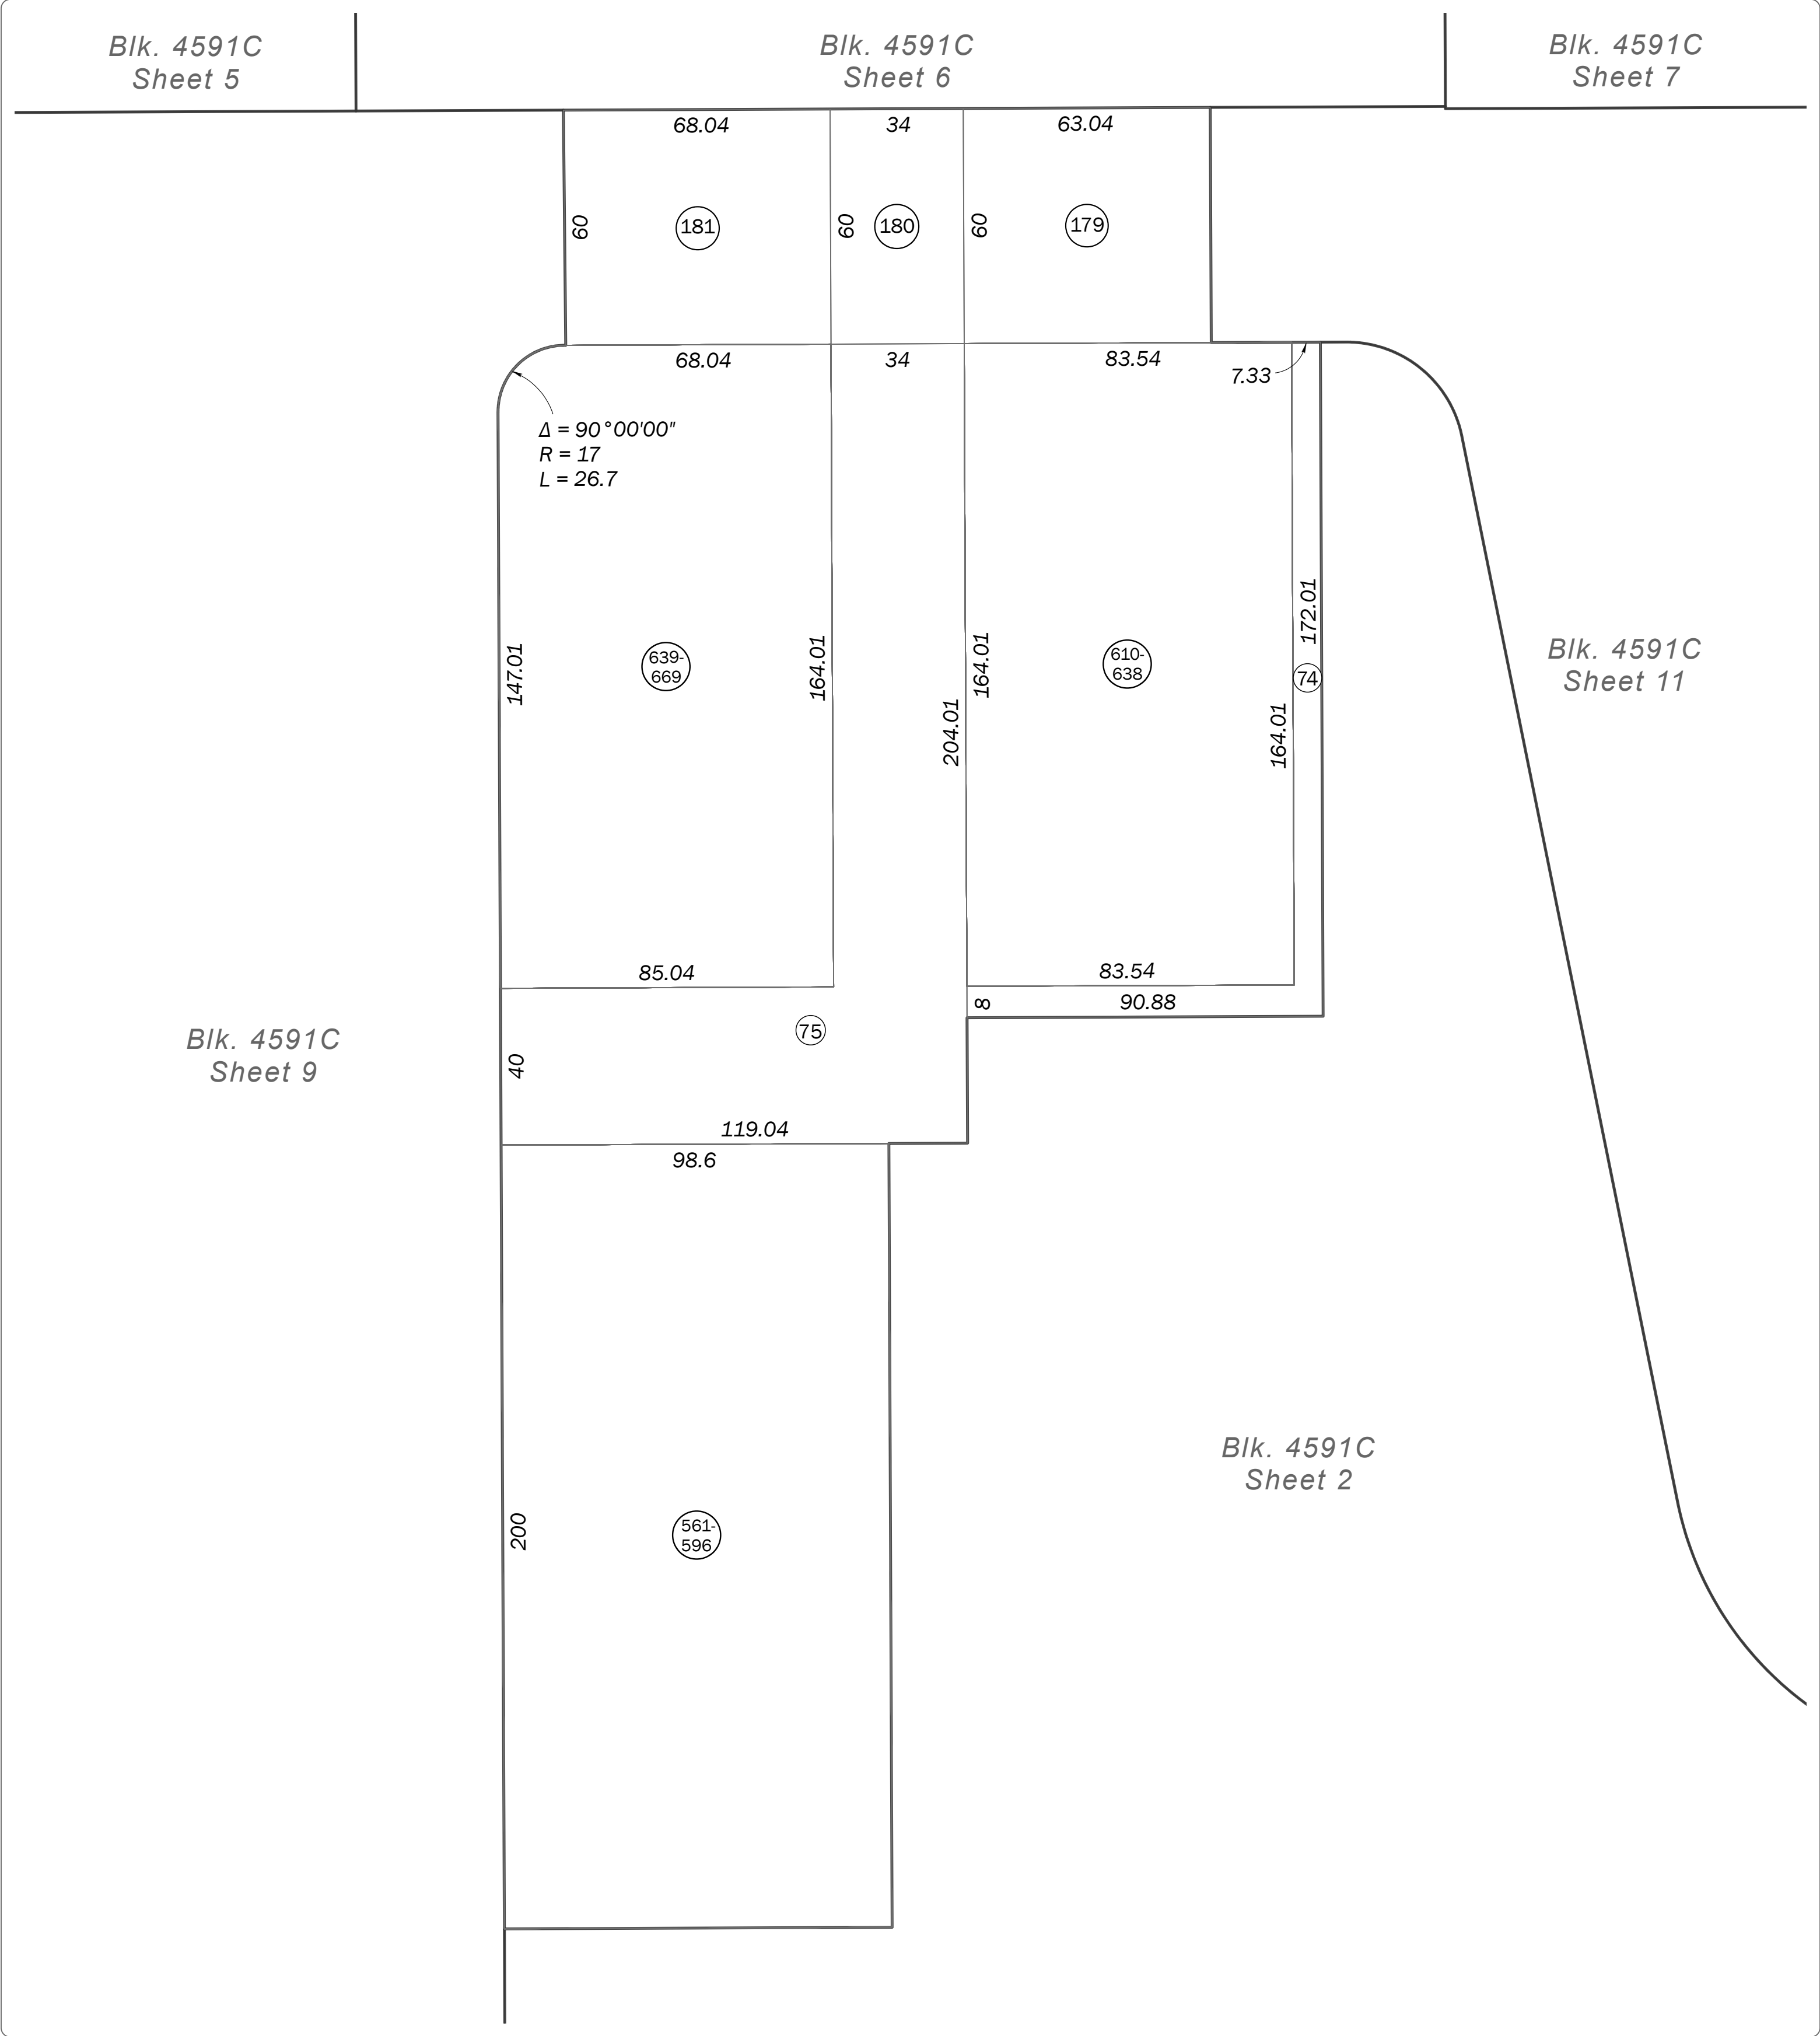 Blk. 4591C
Sheet 5
Blk. 4591C
Sheet 6
Blk. 4591C
Sheet 7
68.04
34
63.04
60
181
60
180
60
179
68.04
34
83.54
7.33
Δ = 90°00'00"
R = 17
L = 26.7
172.01
147.01
639-
669
164.01
164.01
610-
638
74
Blk. 4591C
Sheet 11
204.01
164.01
85.04
83.54
8
90.88
75
Blk. 4591C
Sheet 9
40
119.04
98.6
Blk. 4591C
Sheet 2
200
561-
596